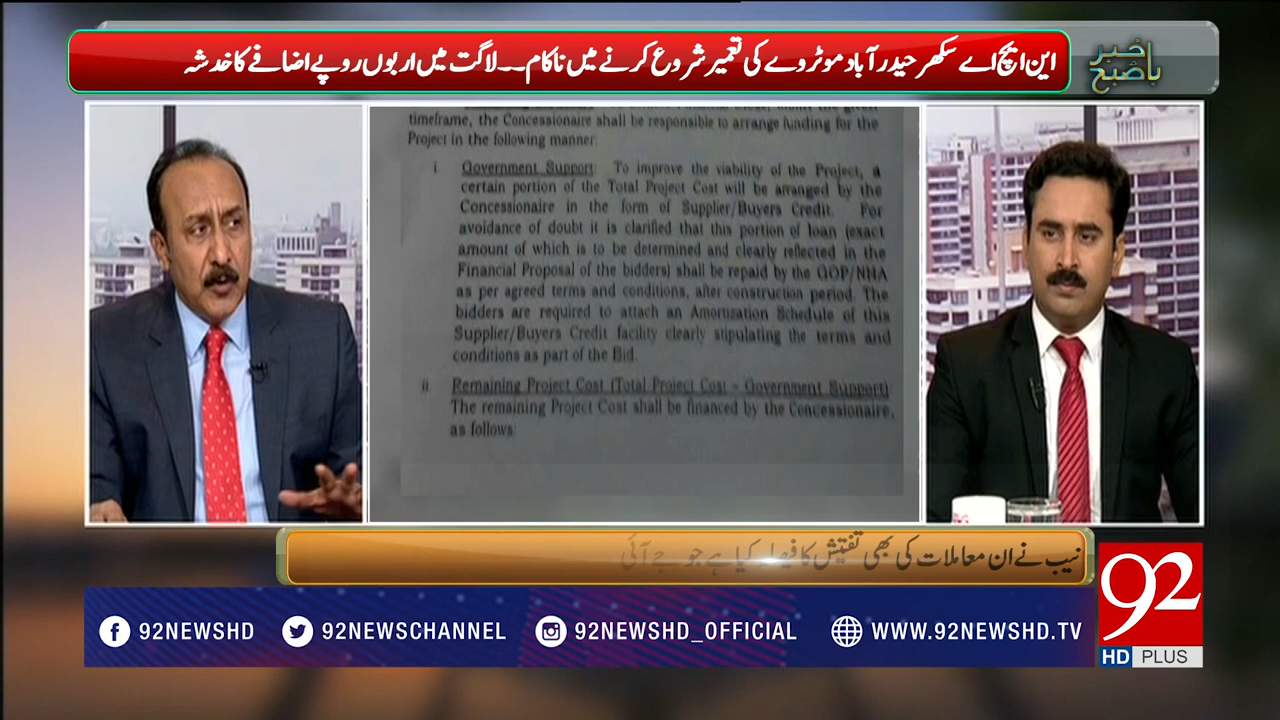 این ایچ اے سکھر حیدر آباد موٹروے کی تعمیر شروع کرنے میں ناکام۔۔۔لاگت میں اربوں روپے اضافے کا خدشہ
باخبر صبح
timeframe, the Concessionaire shall be responsible to arrange funding for the
Project in the following manner
i. Government Support: To improve the viability of the Project, a
certain portion of the Total Project Cost will be arranged by the
Concessionaire in the form of Supplier/Buyers Credit. For
avoidance of doubt it is clarified that this portion of loan (exact
amount of which is to be determined and clearly reflected in the
Financial Proposal of the bidders) shall be repaid by the GOP/NHA
as per agreed terms and conditions, after construction period. The
bidders are required to attach an Amortization Schedule of this
Supplier/Buyers Credit facility clearly stipulating the terms and
conditions as part of the Bid.
ii. Remaining Project Cost (Total Project Cost – Government Support)
The remaining Project Cost shall be financed by the Concessionaire,
as follows:
نیب نے ان معاملات کی بھی تفتیش کا فیصلہ کیا ہے جو جے آئی
92
HD PLUS
92NEWSHD 92NEWSCHANNEL 92NEWSHD_OFFICIAL WWW.92NEWSHD.TV